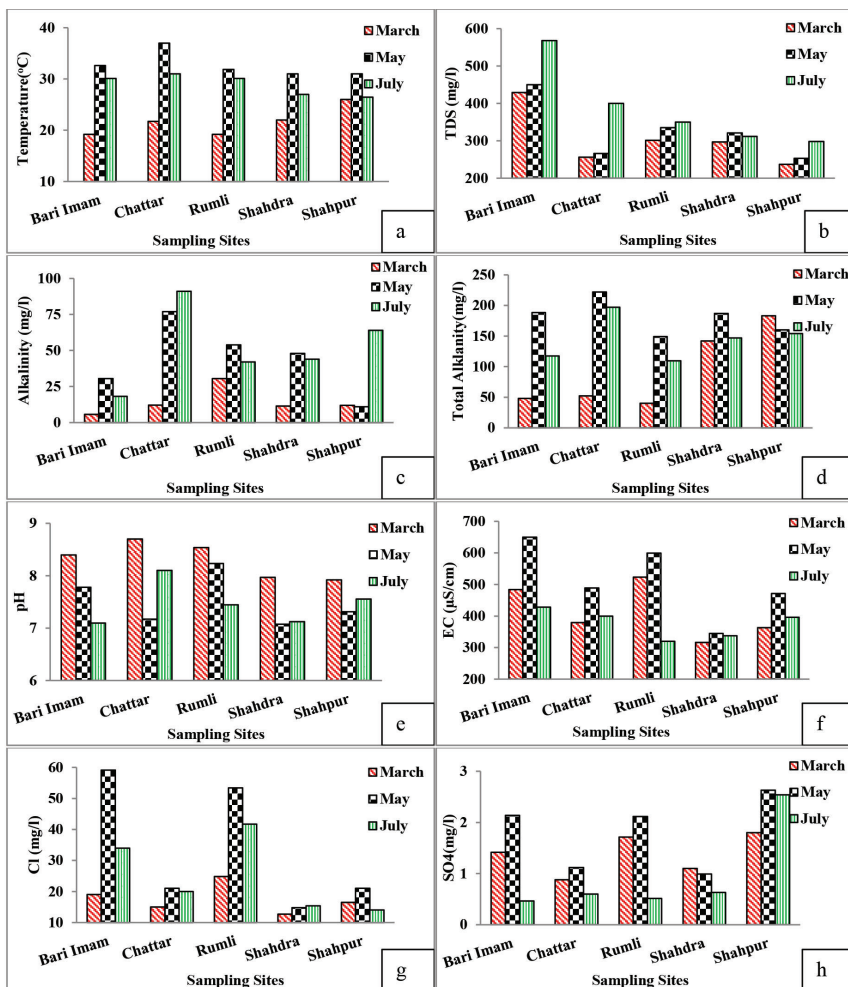 40
30
20
10
Temperature(°C)
March
May
July
Bari Imam
Chattar
Rumli
Shahdra
Shahpur
Sampling Sites
a
600
500
400
300
200
TDS (mg/l)
March
May
July
Bari Imam
Chattar
Rumli
Shahdra
Shahpur
Sampling Sites
b
100
75
50
25
0
Alkalinity (mg/l)
March
May
July
Bari Imam
Chattar
Rumli
Shahdra
Shahpur
Sampling Sites
c
250
200
150
100
50
0
Total Alklanity(mg/l)
March
May
July
Bari Imam
Chattar
Rumli
Shahdra
Shahpur
Sampling Sites
d
9
8
7
6
pH
March
May
July
Bari Imam
Chattar
Rumli
Shahdra
Shahpur
Sampling Sites
e
700
600
500
400
300
200
EC (µS/cm)
March
May
July
Bari Imam
Chattar
Rumli
Shahdra
Shahpur
Sampling Sites
f
60
50
40
30
20
10
Cl (mg/l)
March
May
July
Bari Imam
Chattar
Rumli
Shahdra
Shahpur
Sampling Sites
g
3
2
1
0
SO4(mg/l)
March
May
July
Bari Imam
Chattar
Rumli
Shahdra
Shahpur
Sampling Sites
h